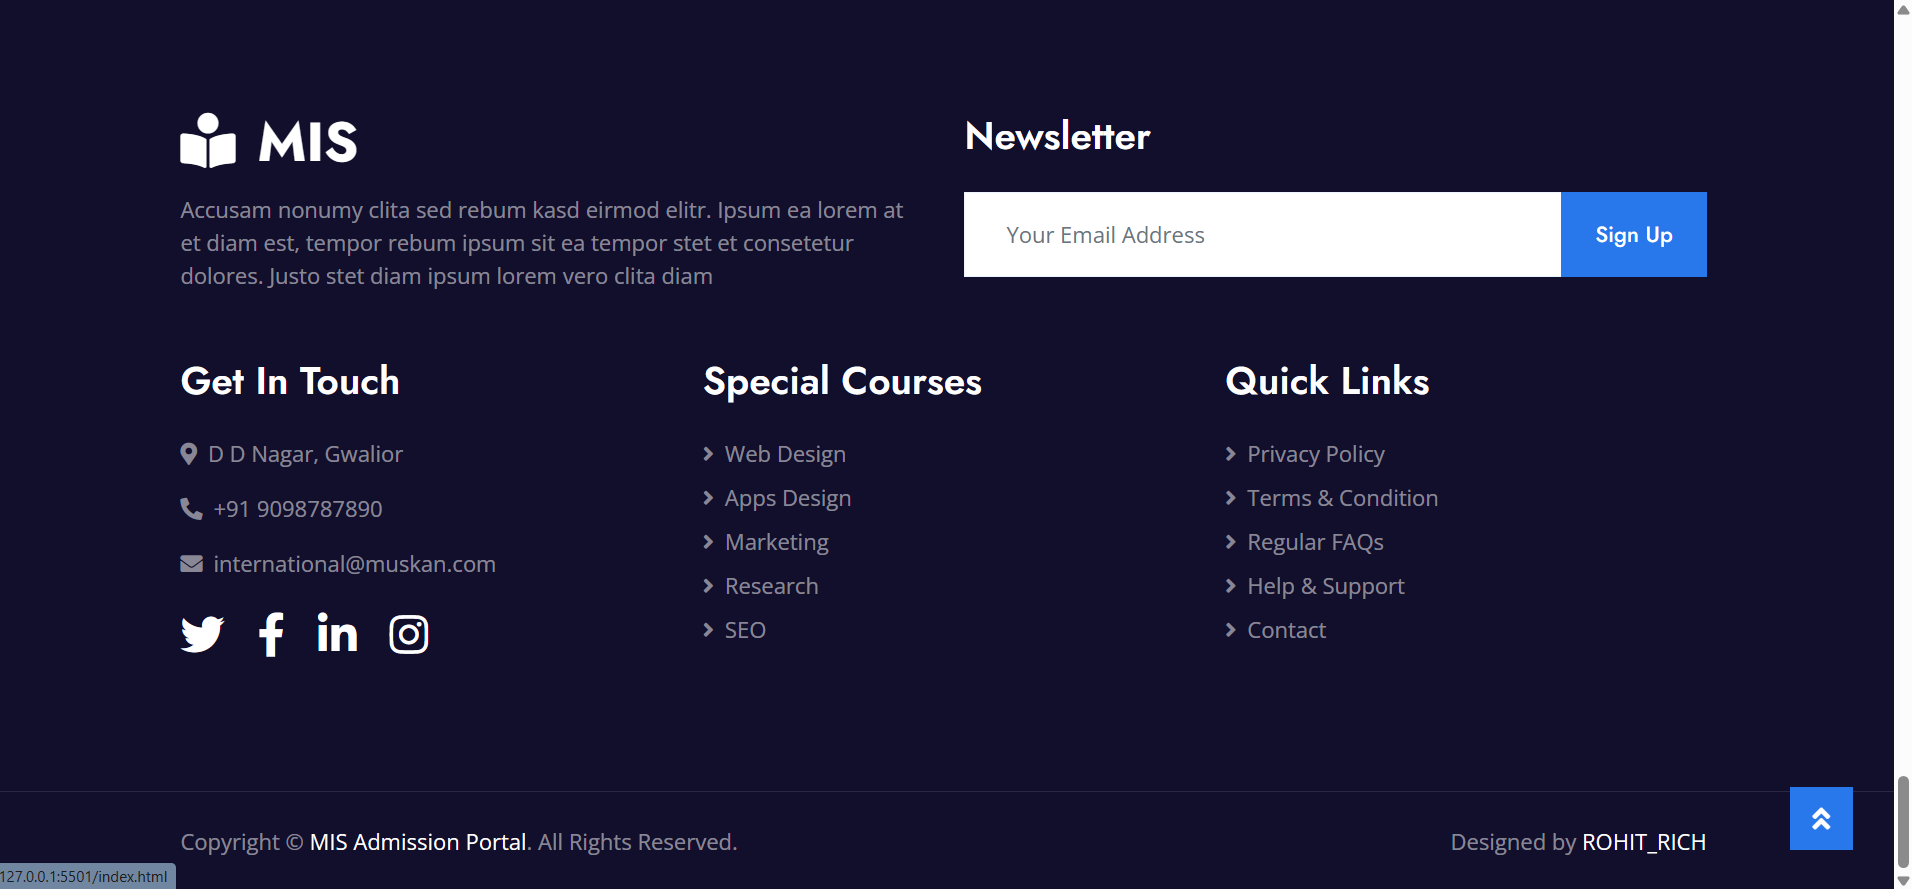 MIS
Accusam nonumy clita sed rebum kasd eirmod elitr. Ipsum ea lorem at
et diam est, tempor rebum ipsum sit ea tempor stet et consetetur
dolores. Justo stet diam ipsum lorem vero clita diam
Newsletter
Your Email Address
Sign Up
Get In Touch
D D Nagar, Gwalior
+91 9098787890
international@muskan.com
Special Courses
Web Design
Apps Design
Marketing
Research
SEO
Quick Links
Privacy Policy
Terms & Condition
Regular FAQs
Help & Support
Contact
Copyright © MIS Admission Portal. All Rights Reserved.
Designed by ROHIT_RICH
127.0.0.1:5501/index.html